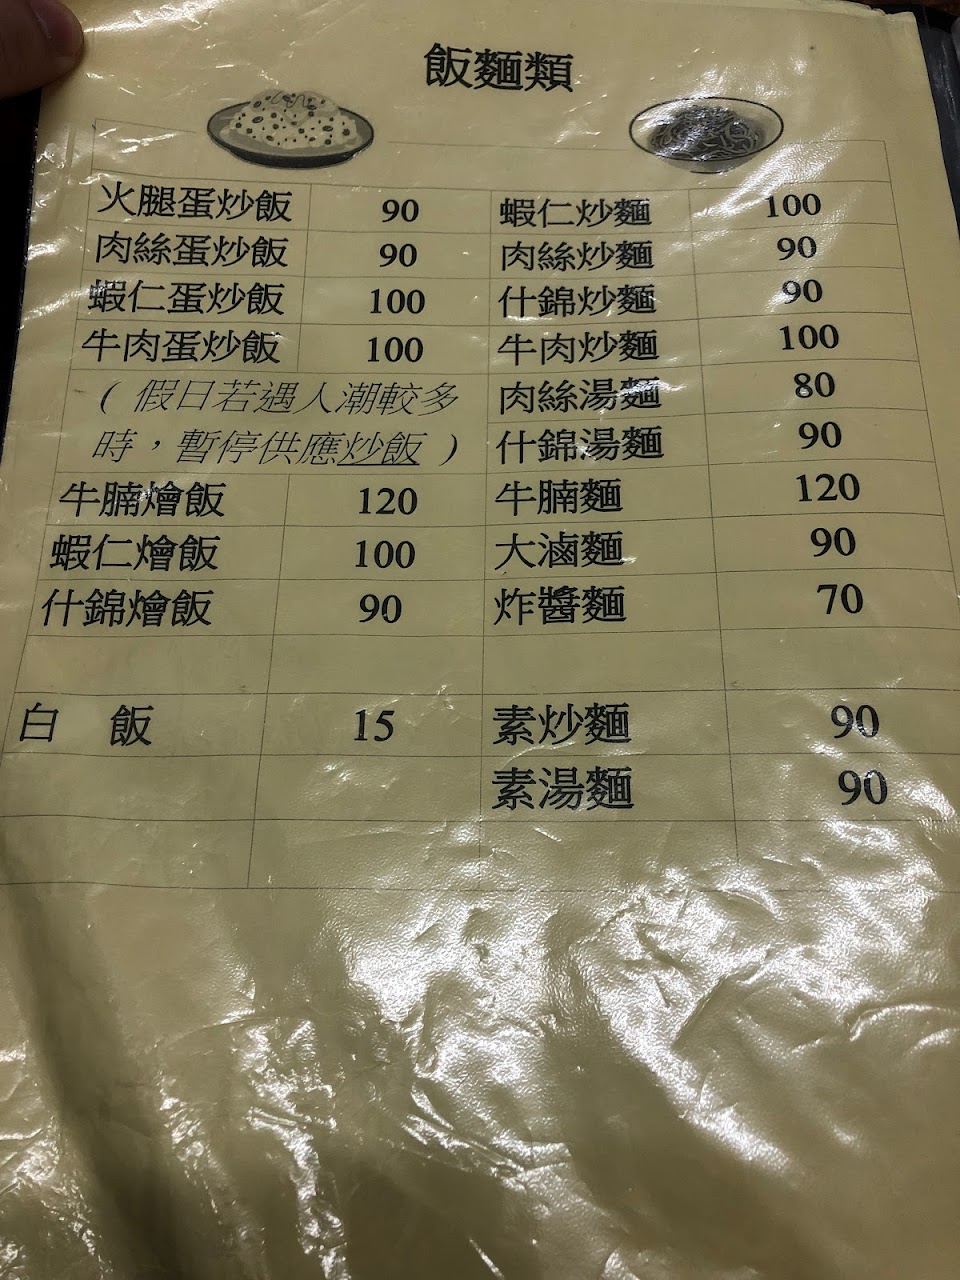 飯麵類
火腿蛋炒飯 90 蝦仁炒麵 100
肉絲蛋炒飯 90 肉絲炒麵 90
蝦仁蛋炒飯 100 什錦炒麵 90
牛肉蛋炒飯 100 牛肉炒麵 100
(假日若遇人潮較多 肉絲湯麵 80
時，暫停供應炒飯) 什錦湯麵 90
牛腩燴飯 120 牛腩麵 120
蝦仁燴飯 100 大滷麵 90
什錦燴飯 90 炸醬麵 70
白 飯 15 素炒麵 90
素湯麵 90